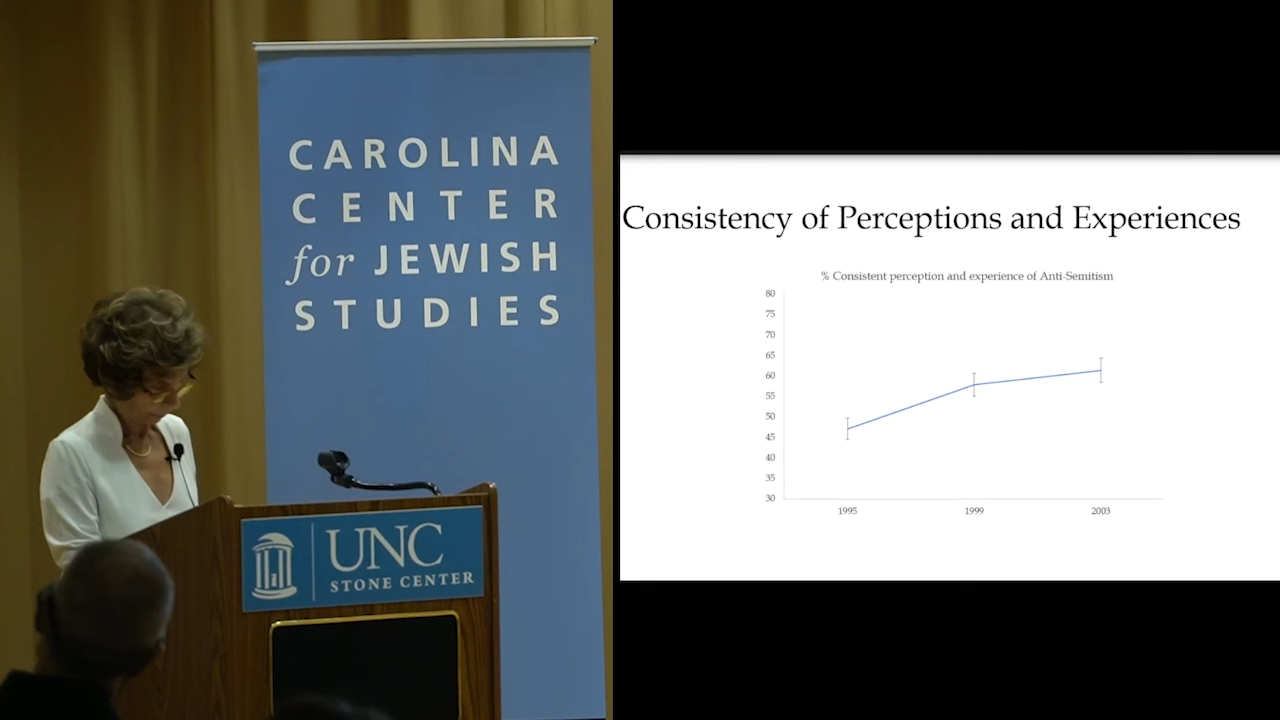 CAROLINA
CENTER
for JEWISH
STUDIES
UNC
STONE CENTER
Consistency of Perceptions and Experiences
% Consistent perception and experience of Anti-Semitism
80
75
70
65
60
55
50
45
40
35
30
1995
1999
2003